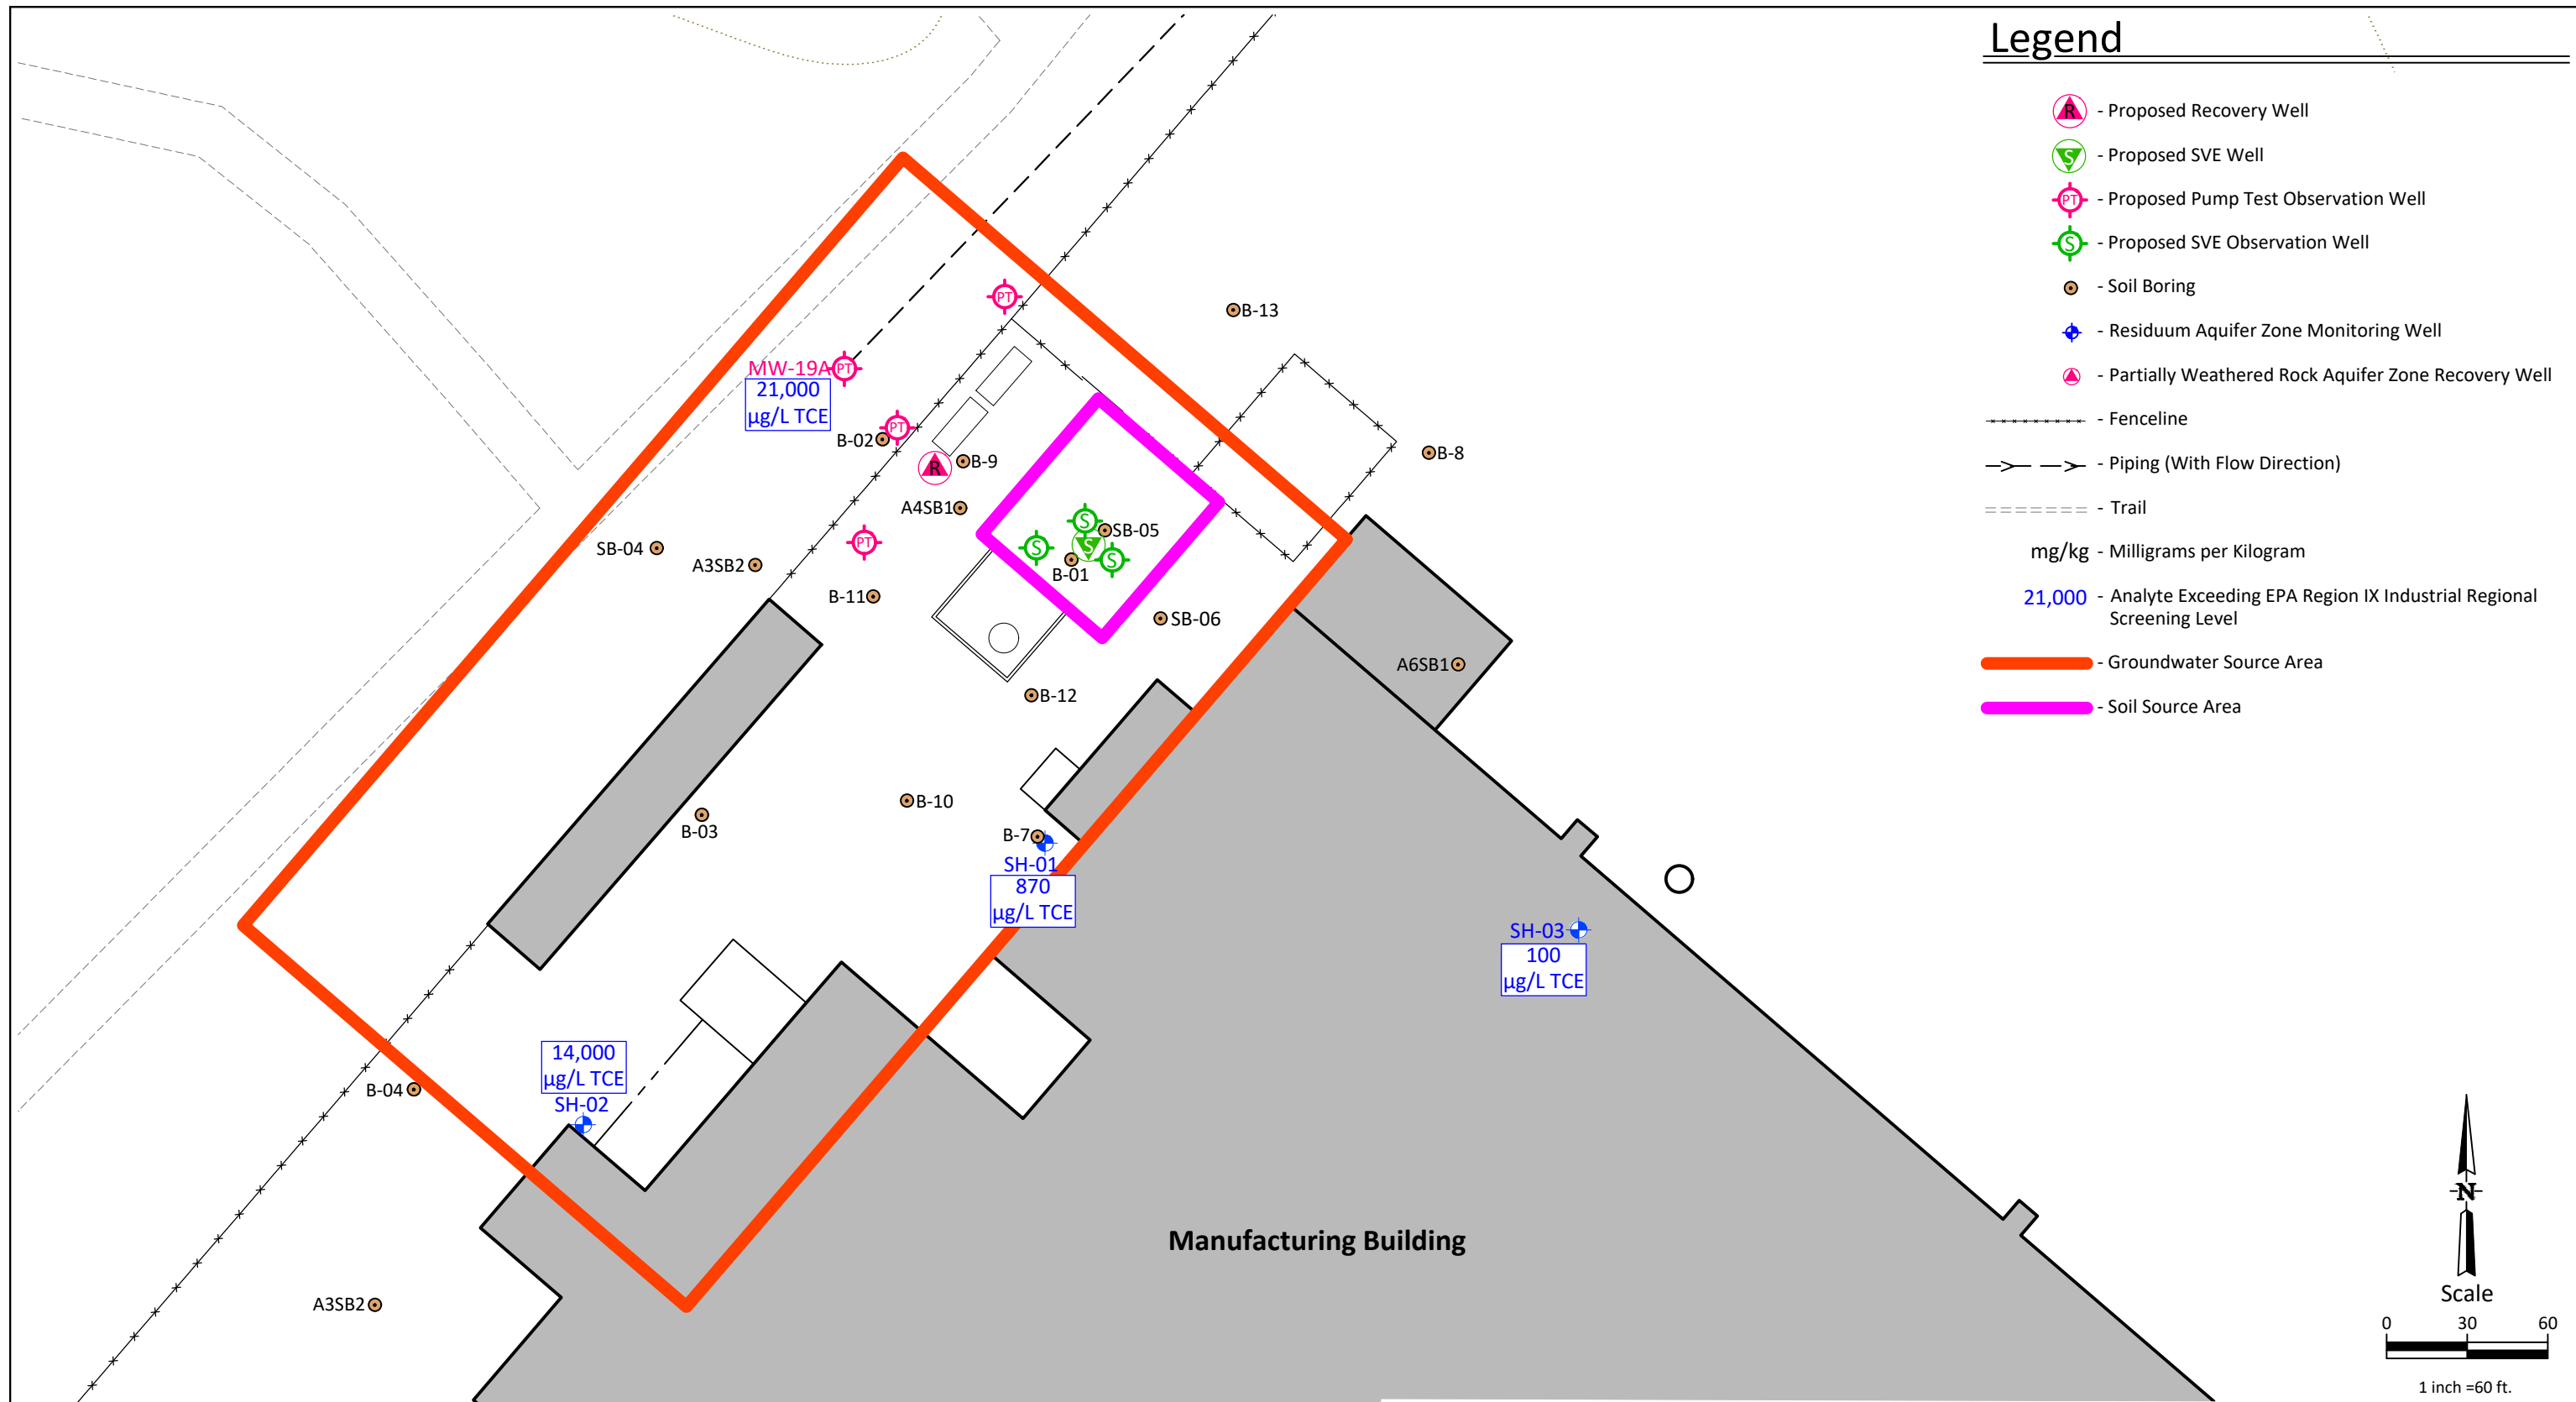 Legend
R - Proposed Recovery Well
S - Proposed SVE Well
PT - Proposed Pump Test Observation Well
S - Proposed SVE Observation Well
- Soil Boring
- Residuum Aquifer Zone Monitoring Well
- Partially Weathered Rock Aquifer Zone Recovery Well
- Fenceline
- Piping (With Flow Direction)
- Trail
mg/kg - Milligrams per Kilogram
21,000 - Analyte Exceeding EPA Region IX Industrial Regional
Screening Level
- Groundwater Source Area
- Soil Source Area
PT
B-13
MW-19A PT
21,000
µg/L TCE
PT
B-02
B-8
R
B-9
A4SB1
S
SB-05
PT
S
S
S
SB-04
A3SB2
B-01
B-11
SB-06
A6SB1
B-12
B-10
B-03
B-7
SH-01
870
µg/L TCE
SH-03
100
µg/L TCE
14,000
µg/L TCE
SH-02
B-04
Manufacturing Building
A3SB2
N
Scale
0 30 60
1 inch =60 ft.